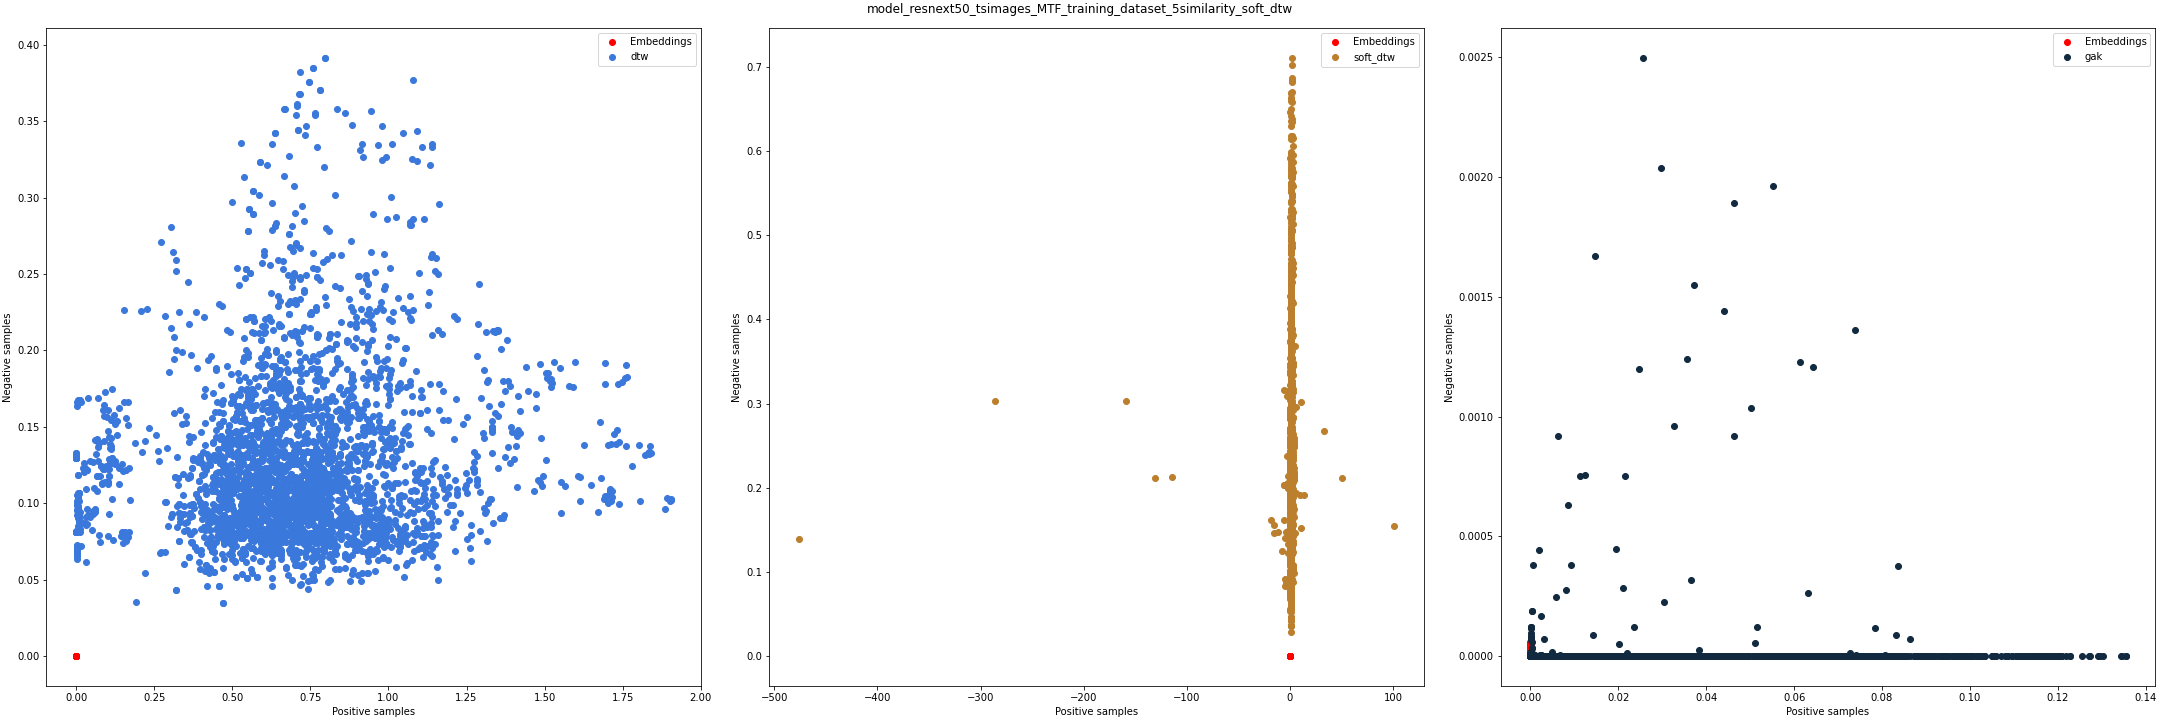 model_resnext50_tsimages_MTF_training_dataset_5similarity_soft_dtw
Embeddings
dtw
0.40
0.35
0.30
0.25
0.20
0.15
0.10
0.05
0.00
Negative samples
0.00 0.25 0.50 0.75 1.00 1.25 1.50 1.75 2.00
Positive samples
Embeddings
soft_dtw
0.7
0.6
0.5
0.4
0.3
0.2
0.1
0.0
Negative samples
−500 −400 −300 −200 −100 0 100
Positive samples
Embeddings
gak
0.0025
0.0020
0.0015
0.0010
0.0005
0.0000
Negative samples
0.00 0.02 0.04 0.06 0.08 0.10 0.12 0.14
Positive samples